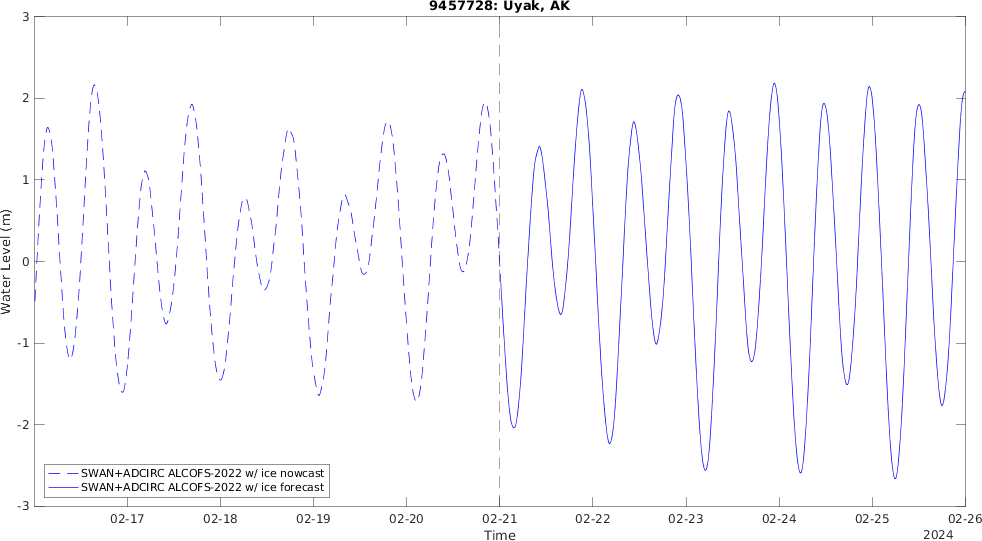 9457728: Uyak, AK
3
2
1
0
-1
-2
-3
Water Level (m)
SWAN+ADCIRC ALCOFS-2022 w/ ice nowcast
SWAN+ADCIRC ALCOFS-2022 w/ ice forecast
02-17 02-18 02-19 02-20 02-21 02-22 02-23 02-24 02-25 02-26
Time
2024